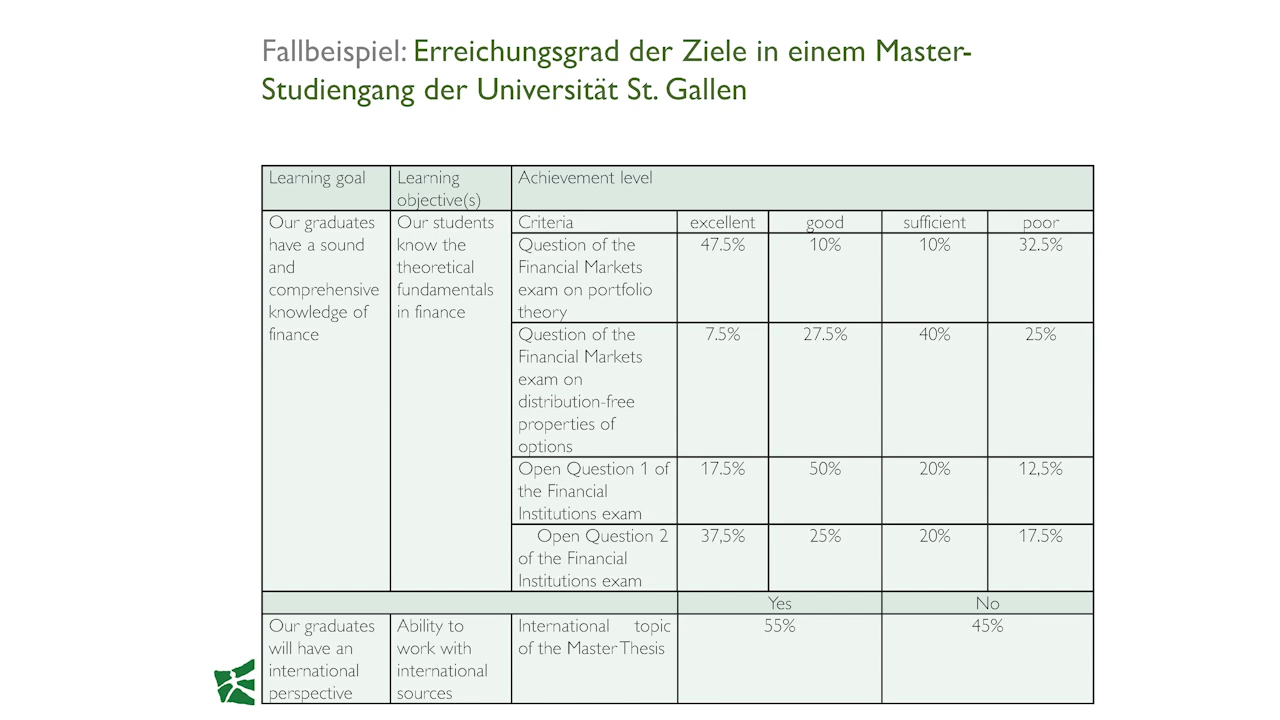 Fallbeispiel: Erreichungsgrad der Ziele in einem Master-
Studiengang der Universität St. Gallen
Learning goal
Learning
objective(s)
Achievement level
Our graduates
have a sound
and
comprehensive
knowledge of
finance
Our students
know the
theoretical
fundamentals
in finance
Criteria excellent good sufficient poor
Question of the
Financial Markets
exam on portfolio
theory
47.5% 10% 10% 32.5%
Question of the
Financial Markets
exam on
distribution-free
properties of
options
7.5% 27.5% 40% 25%
Open Question 1 of
the Financial
Institutions exam
17.5% 50% 20% 12,5%
Open Question 2
of the Financial
Institutions exam
37,5% 25% 20% 17.5%
Yes No
Our graduates
will have an
international
perspective
Ability to
work with
international
sources
International topic
of the Master Thesis
55% 45%